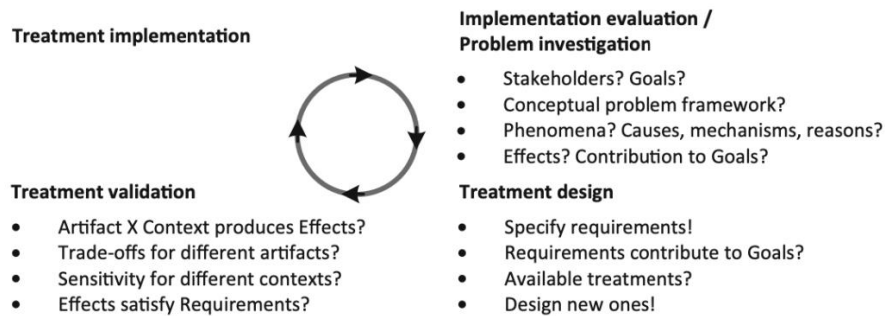 Treatment implementation
Implementation evaluation /
Problem investigation
• Stakeholders? Goals?
• Conceptual problem framework?
• Phenomena? Causes, mechanisms, reasons?
• Effects? Contribution to Goals?
Treatment validation
• Artifact X Context produces Effects?
• Trade-offs for different artifacts?
• Sensitivity for different contexts?
• Effects satisfy Requirements?
Treatment design
• Specify requirements!
• Requirements contribute to Goals?
• Available treatments?
• Design new ones!